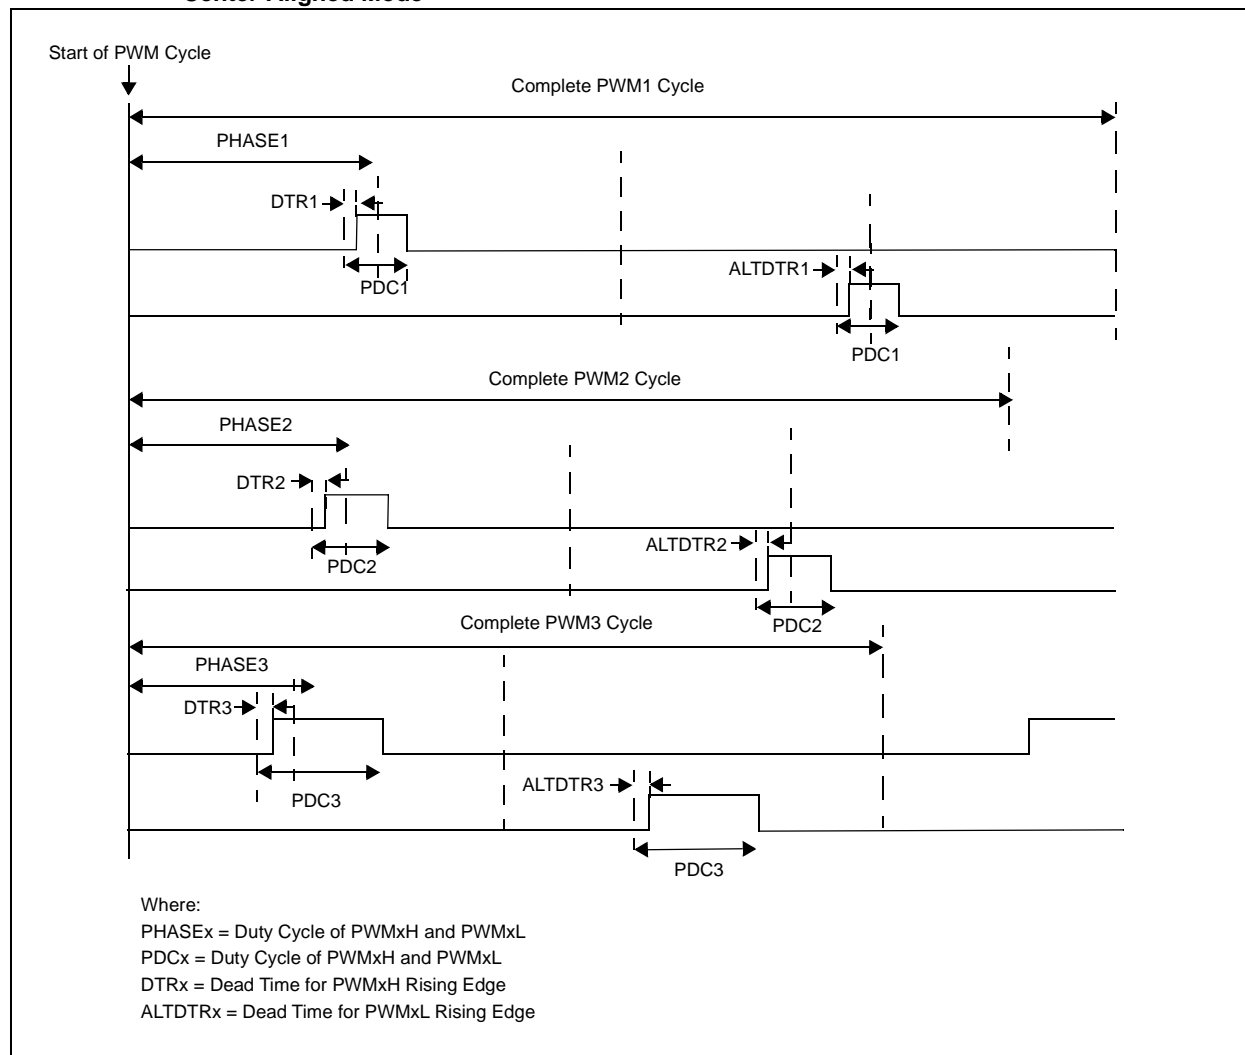 Center Aligned Mode
Start of PWM Cycle
Complete PWM1 Cycle
PHASE1
DTR1
PDC1
ALTDTR1
PDC1
Complete PWM2 Cycle
PHASE2
DTR2
PDC2
ALTDTR2
PDC2
Complete PWM3 Cycle
PHASE3
DTR3
PDC3
ALTDTR3
PDC3
Where:
PHASEx = Duty Cycle of PWMxH and PWMxL
PDCx = Duty Cycle of PWMxH and PWMxL
DTRx = Dead Time for PWMxH Rising Edge
ALTDTRx = Dead Time for PWMxL Rising Edge